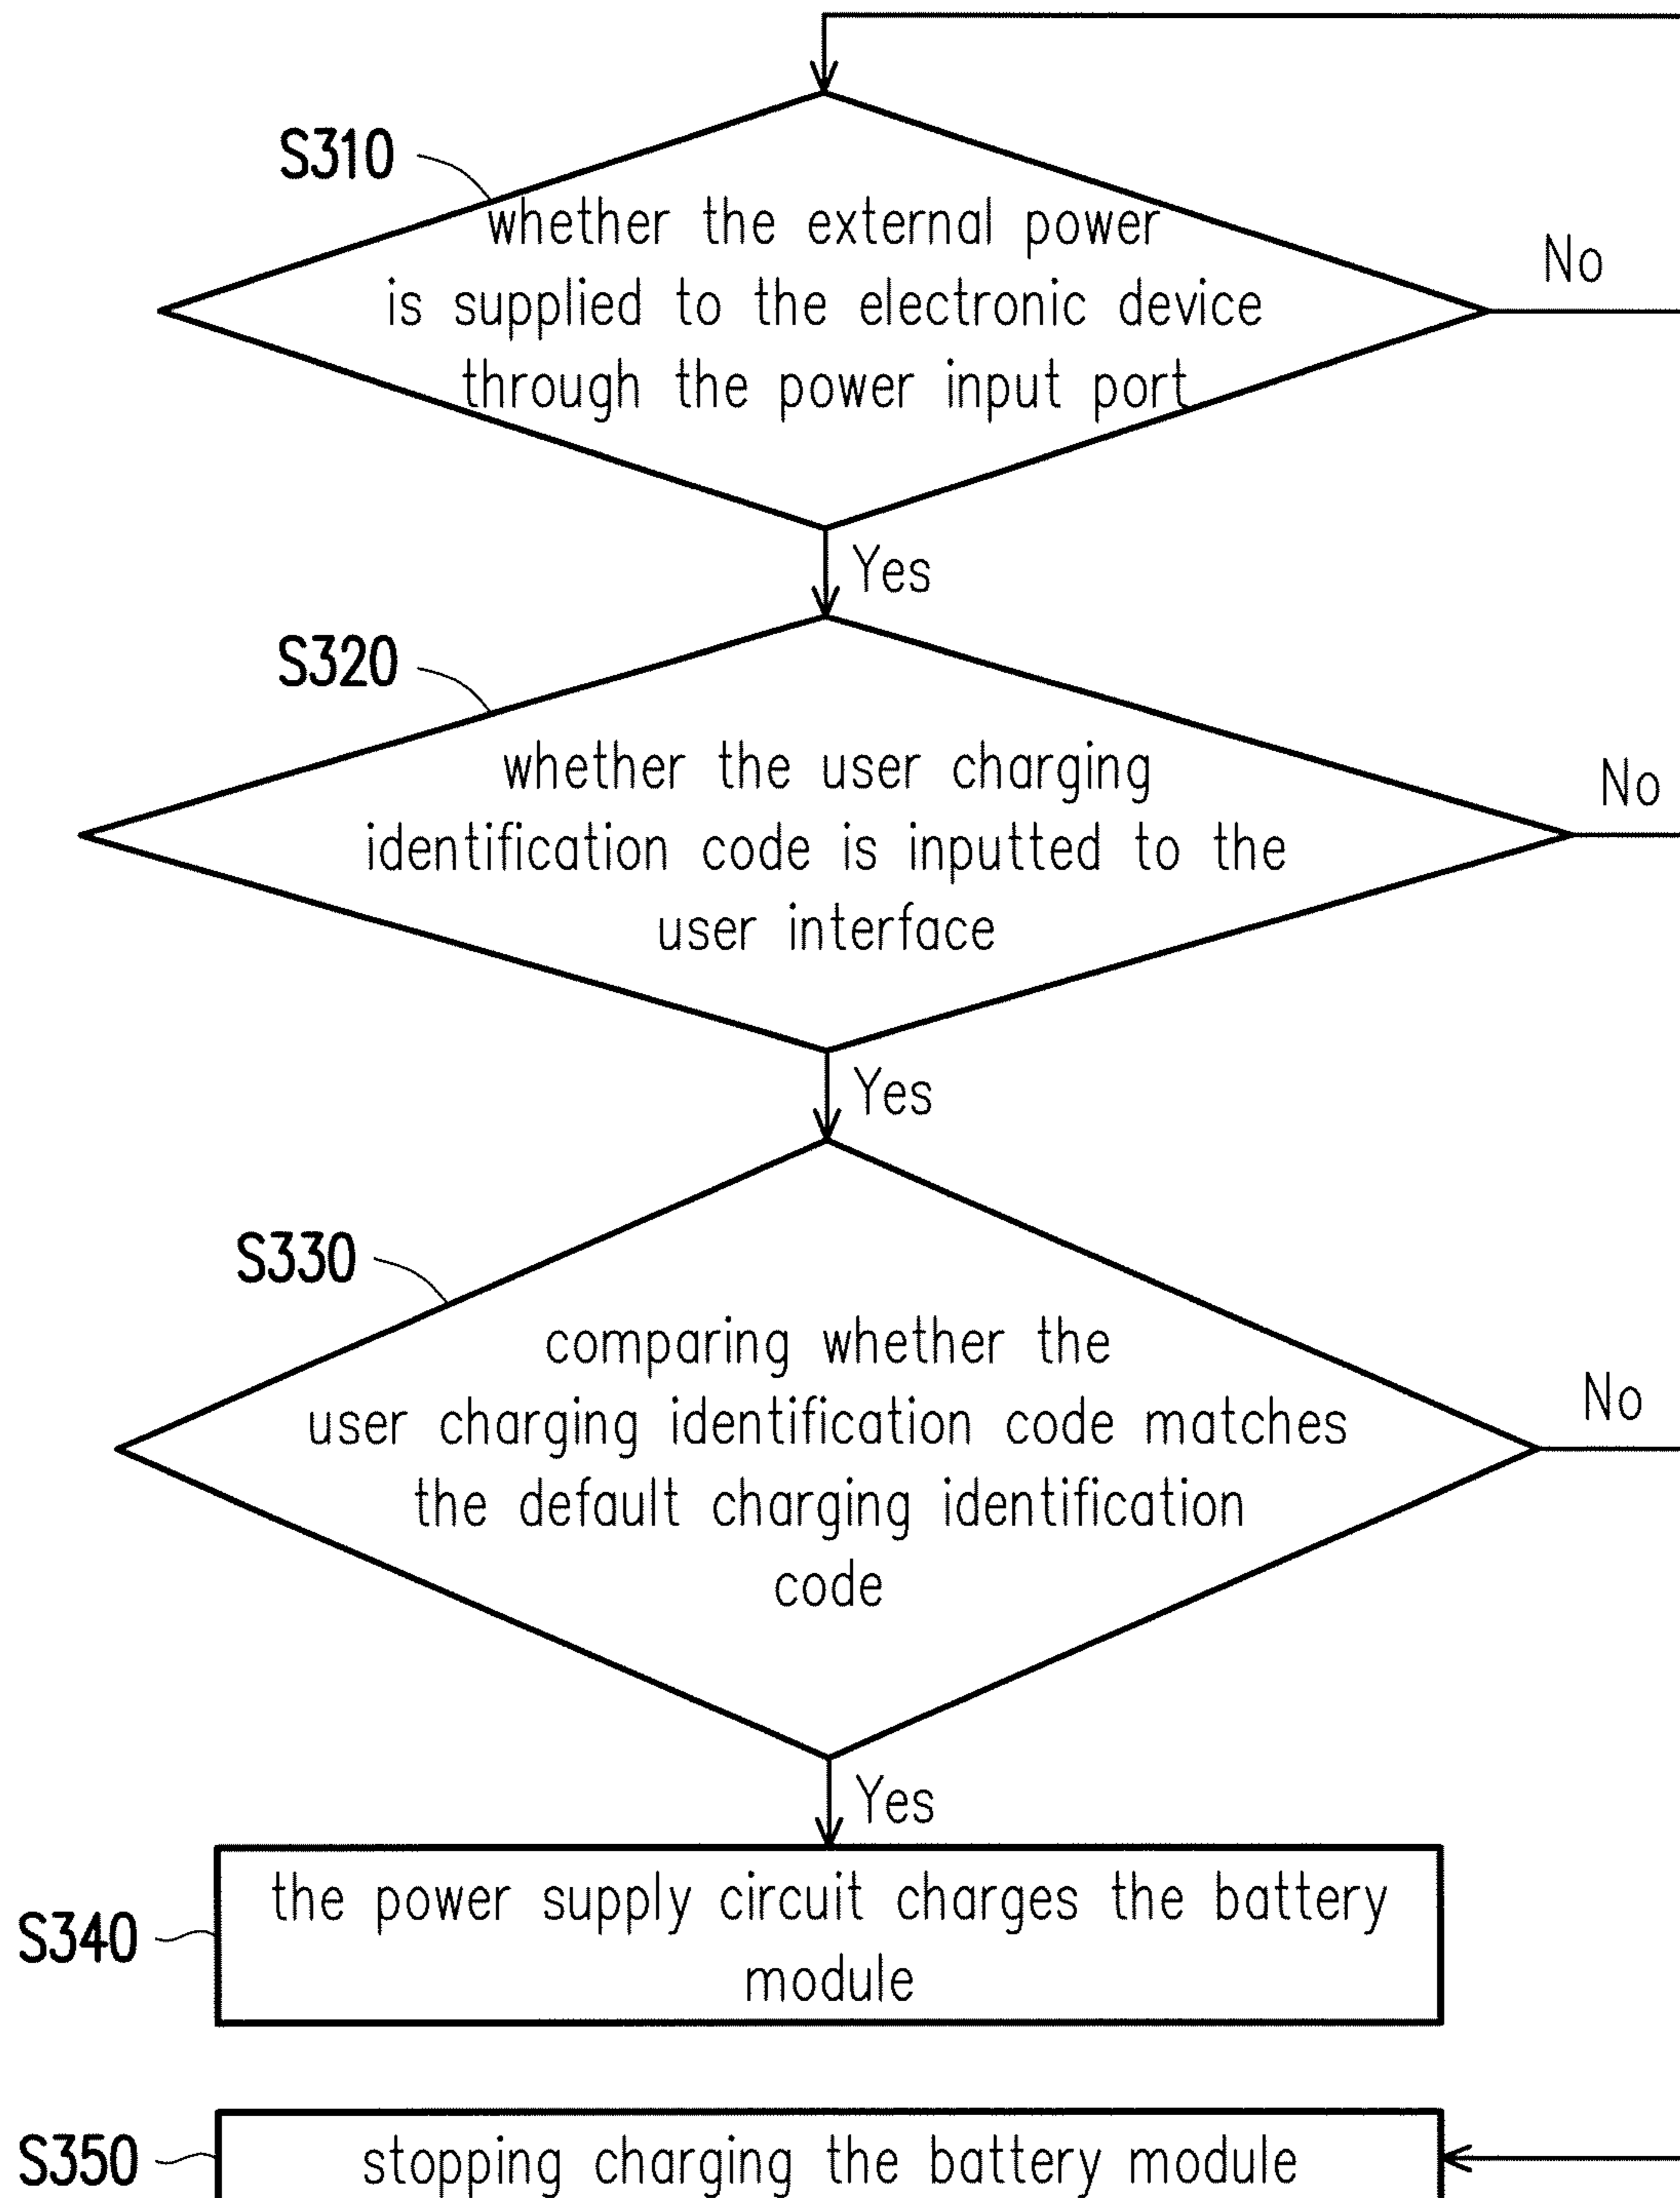 S310
whether the external power
is supplied to the electronic device
through the power input port
No
Yes
S320
whether the user charging
identification code is inputted to the
user interface
No
Yes
S330
comparing whether the
user charging identification code matches
the default charging identification
code
No
Yes
S340
the power supply circuit charges the battery
module
S350
stopping charging the battery module